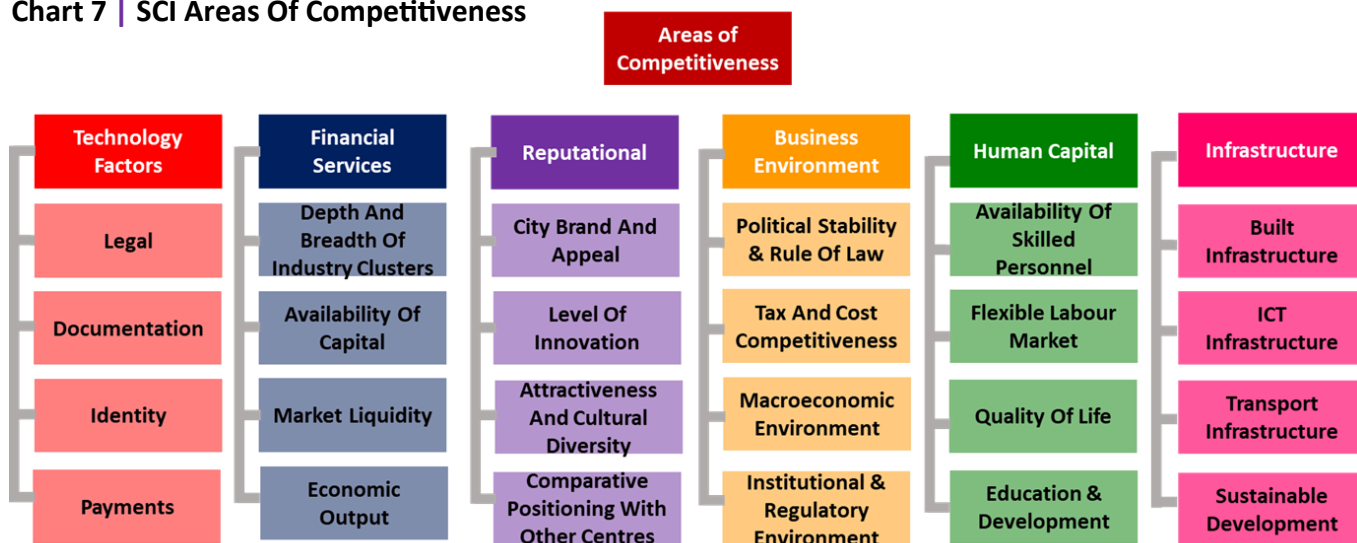 Chart 7 | SCI Areas Of Competitiveness
Areas of
Competitiveness
Technology
Factors
Legal
Documentation
Identity
Payments
Financial
Services
Depth And
Breadth Of
Industry Clusters
Availability Of
Capital
Market Liquidity
Economic
Output
Reputational
City Brand And
Appeal
Level Of
Innovation
Attractiveness
And Cultural
Diversity
Comparative
Positioning With
Other Centres
Business
Environment
Political Stability
& Rule Of Law
Tax And Cost
Competitiveness
Macroeconomic
Environment
Institutional &
Regulatory
Environment
Human Capital
Availability Of
Skilled
Personnel
Flexible Labour
Market
Quality Of Life
Education &
Development
Infrastructure
Built
Infrastructure
ICT
Infrastructure
Transport
Infrastructure
Sustainable
Development